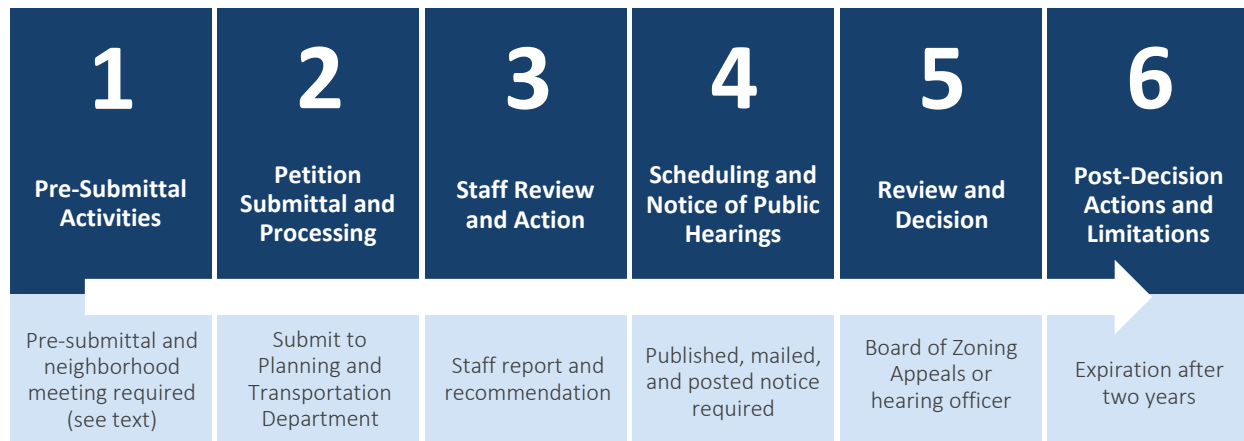 1
Pre-Submittal
Activities
Pre-submittal and
neighborhood
meeting required
(see text)
2
Petition
Submittal and
Processing
Submit to
Planning and
Transportation
Department
3
Staff Review
and Action
Staff report and
recommendation
4
Scheduling and
Notice of Public
Hearings
Published, mailed,
and posted notice
required
5
Review and
Decision
Board of Zoning
Appeals or
hearing officer
6
Post-Decision
Actions and
Limitations
Expiration after
two years